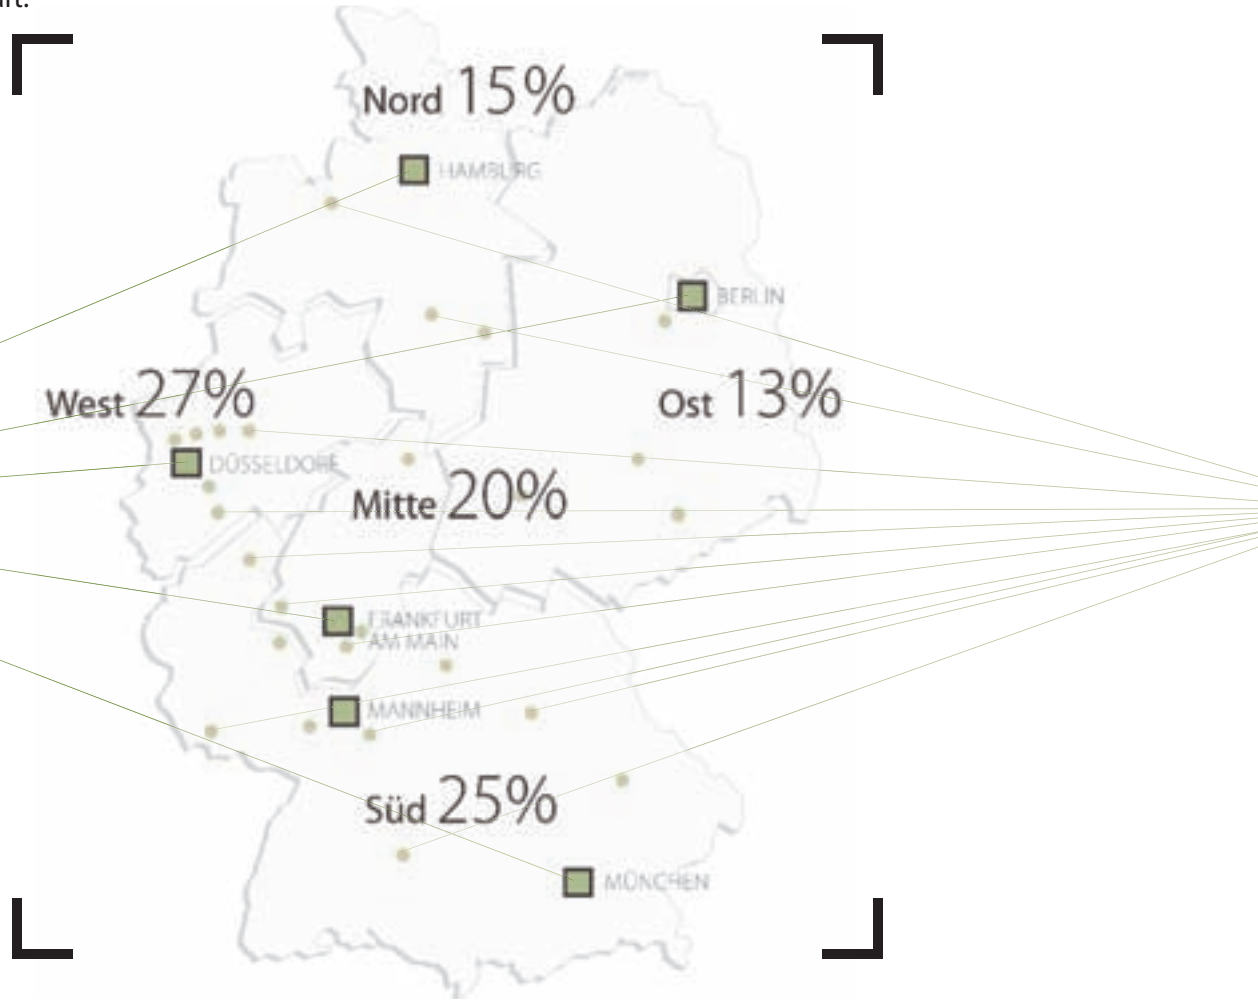 Nord 15%
HAMBURG
BERLIN
West 27%
Ost 13%
DÜSSELDORF
Mitte 20%
FRANKFURT
AM MAIN
MANNHEIM
Süd 25%
MÜNCHEN